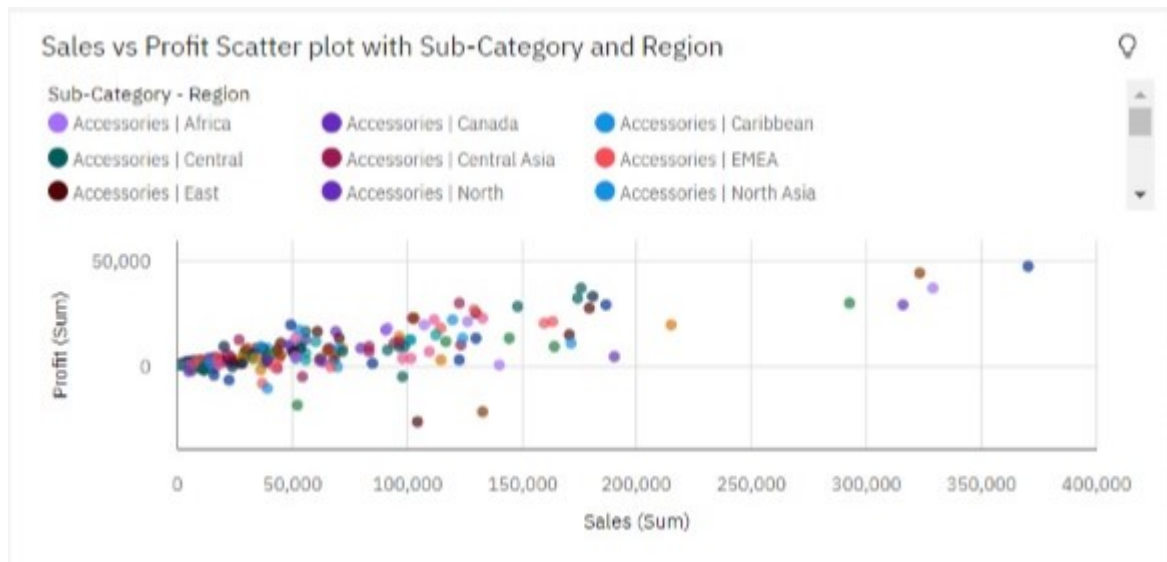 Sales vs Profit Scatter plot with Sub-Category and Region
Sub-Category - Region
Accessories | Africa
Accessories | Canada
Accessories | Caribbean
Accessories | Central
Accessories | Central Asia
Accessories | EMEA
Accessories | East
Accessories | North
Accessories | North Asia
50,000
0
Profit (Sum)
0 50,000 100,000 150,000 200,000 250,000 300,000 350,000 400,000
Sales (Sum)